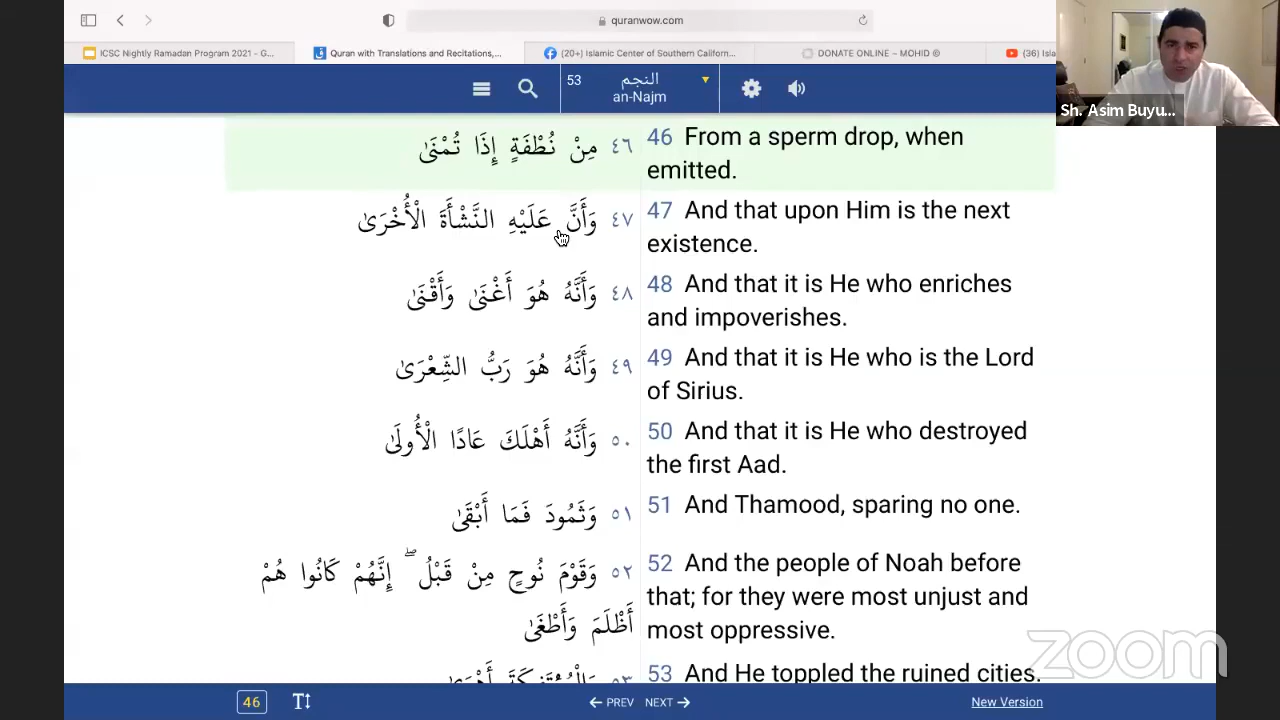 quranwow.com
ICSC Nightly Ramadan Program 2021 - G...
Quran with Translations and Recitations,...
(20+) Islamic Center of Southern Californ...
DONATE ONLINE – MOHID ®
(36) Isla
53
النجم
an-Najm
Sh. Asim Buyu...
٤٦ مِنْ نُطْفَةٍ إِذَا تُمْنَىٰ
46 From a sperm drop, when
emitted.
٤٧ وَأَنَّ عَلَيْهِ النَّشْأَةَ الْأُخْرَىٰ
47 And that upon Him is the next
existence.
٤٨ وَأَنَّهُ هُوَ أَغْنَىٰ وَأَقْنَىٰ
48 And that it is He who enriches
and impoverishes.
٤٩ وَأَنَّهُ هُوَ رَبُّ الشِّعْرَىٰ
49 And that it is He who is the Lord
of Sirius.
٥٠ وَأَنَّهُ أَهْلَكَ عَادًا الْأُولَىٰ
50 And that it is He who destroyed
the first Aad.
٥١ وَثَمُودَ فَمَا أَبْقَىٰ
51 And Thamood, sparing no one.
٥٢ وَقَوْمَ نُوحٍ مِنْ قَبْلُ ۖ إِنَّهُمْ كَانُوا هُمْ
أَظْلَمَ وَأَطْغَىٰ
52 And the people of Noah before
that; for they were most unjust and
most oppressive.
53 And He toppled the ruined cities.
zoom
46
PREV NEXT
New Version